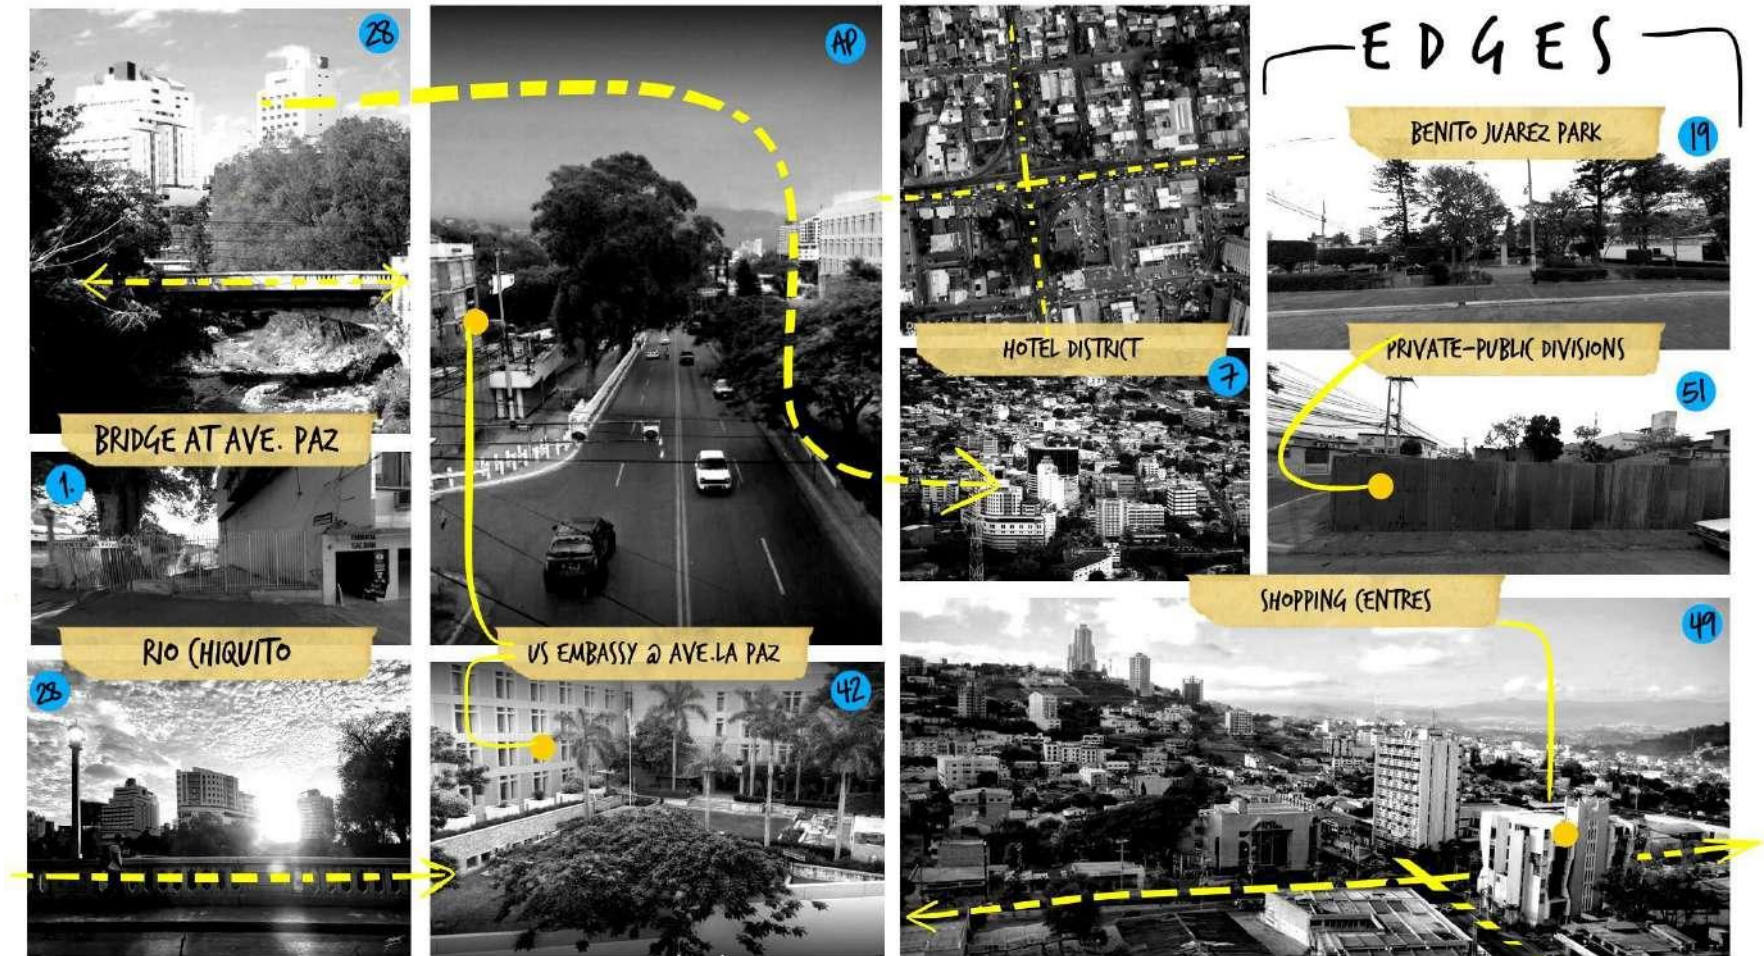 EDGES
28
AP
BENITO JUAREZ PARK
19
HOTEL DISTRICT
7
PRIVATE-PUBLIC DIVISIONS
51
BRIDGE AT AVE. PAZ
1.
RIO CHIQUITO
28
US EMBASSY @ AVE.LA PAZ
42
SHOPPING CENTRES
49